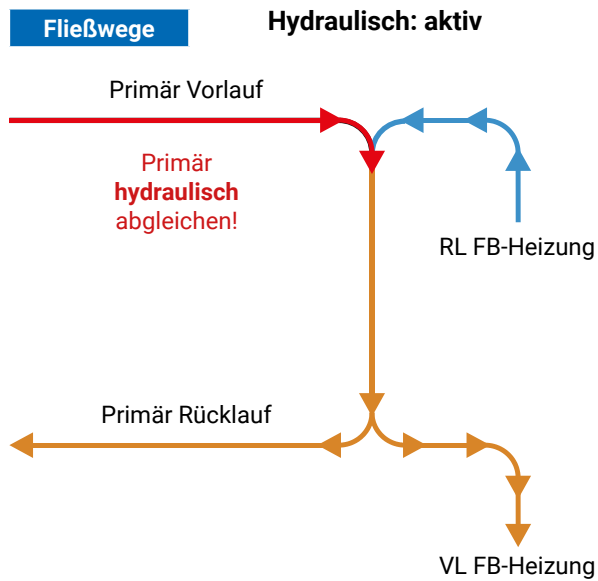 Fließwege
Hydraulisch: aktiv
Primär Vorlauf
Primär
hydraulisch
abgleichen!
RL FB-Heizung
Primär Rücklauf
VL FB-Heizung